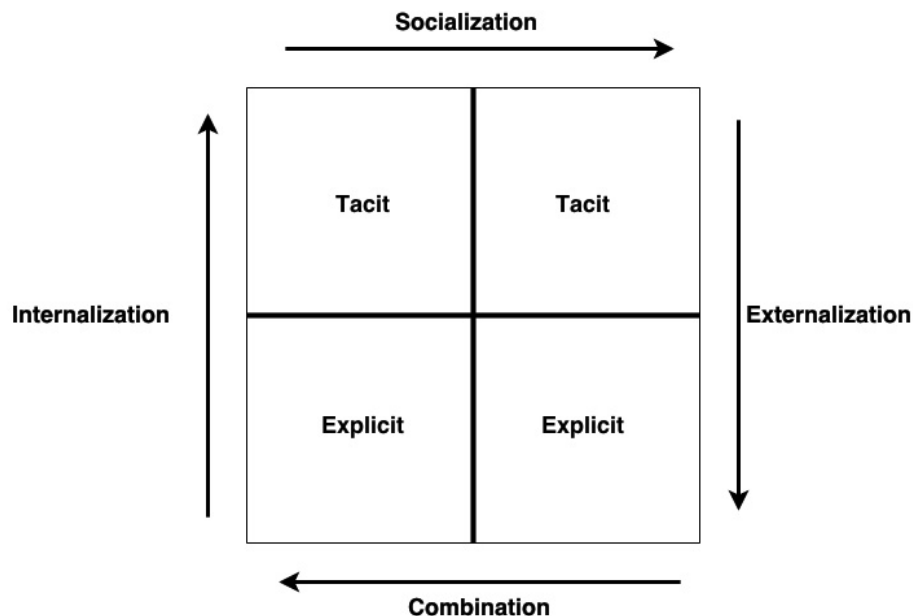 Socialization
Tacit
Tacit
Internalization
Externalization
Explicit
Explicit
Combination